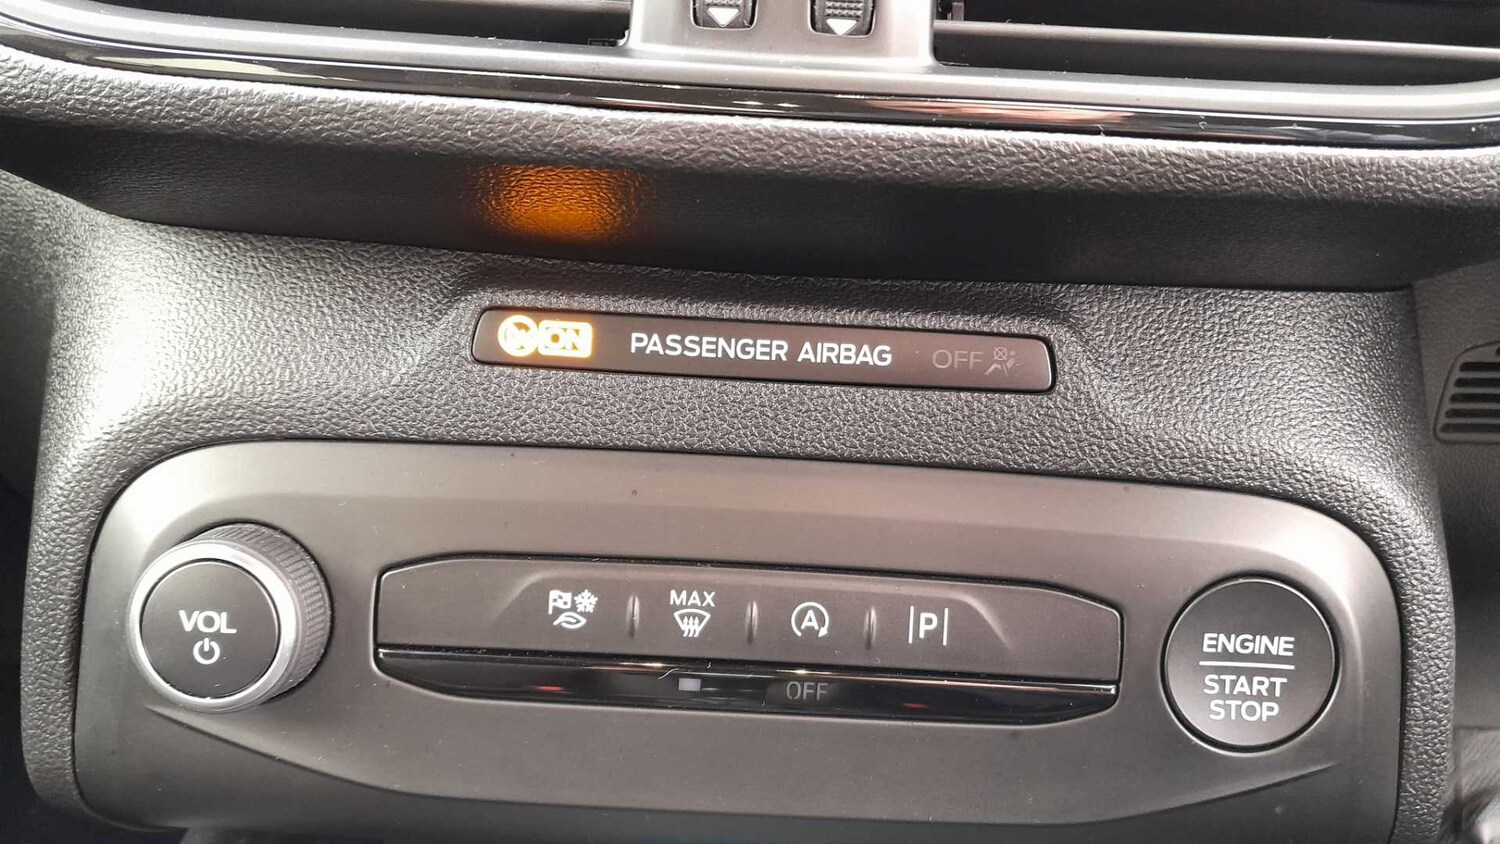 ON PASSENGER AIRBAG OFF
VOL
MAX
A
P
OFF
ENGINE
START
STOP